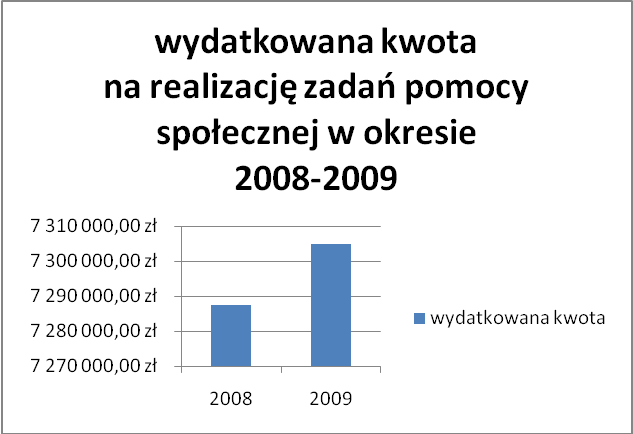 wydatkowana kwota
na realizację zadań pomocy
społecznej w okresie
2008-2009
7 310 000,00 zł
7 300 000,00 zł
7 290 000,00 zł
7 280 000,00 zł
7 270 000,00 zł
2008
2009
wydatkowana kwota